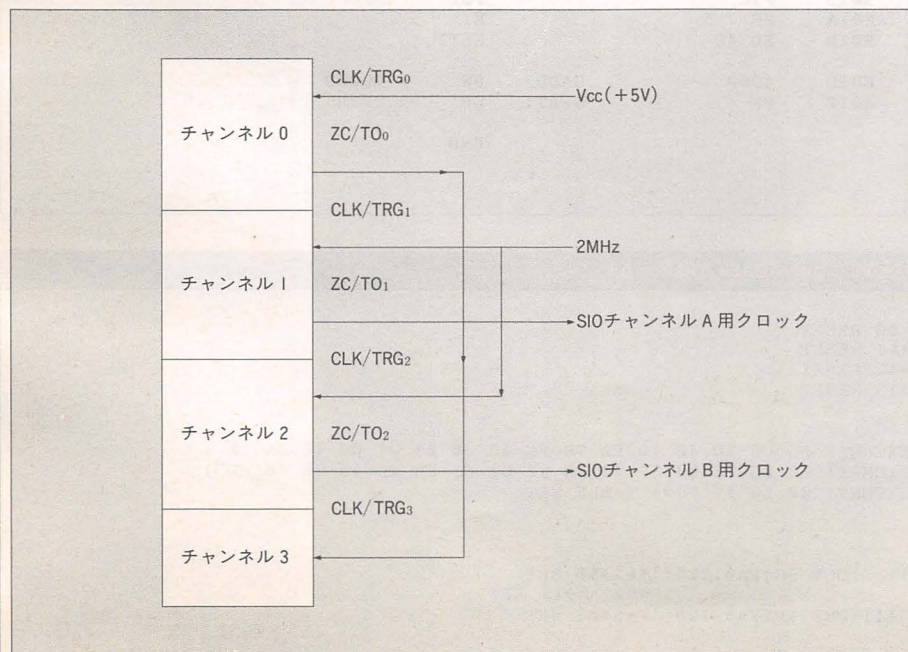 CLK/TRG₀
Vcc(+5V)
チャンネル 0
ZC/TO₀
CLK/TRG₁
2MHz
チャンネル 1
ZC/TO₁
SIOチャンネル A 用クロック
CLK/TRG₂
チャンネル 2
ZC/TO₂
SIOチャンネル B 用クロック
CLK/TRG₃
チャンネル 3